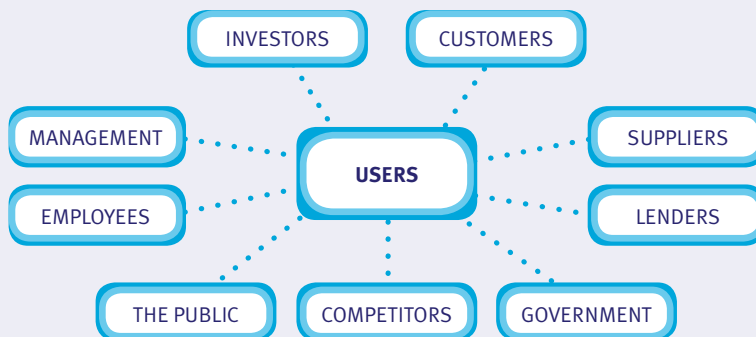 INVESTORS
CUSTOMERS
MANAGEMENT
SUPPLIERS
USERS
EMPLOYEES
LENDERS
THE PUBLIC
COMPETITORS
GOVERNMENT